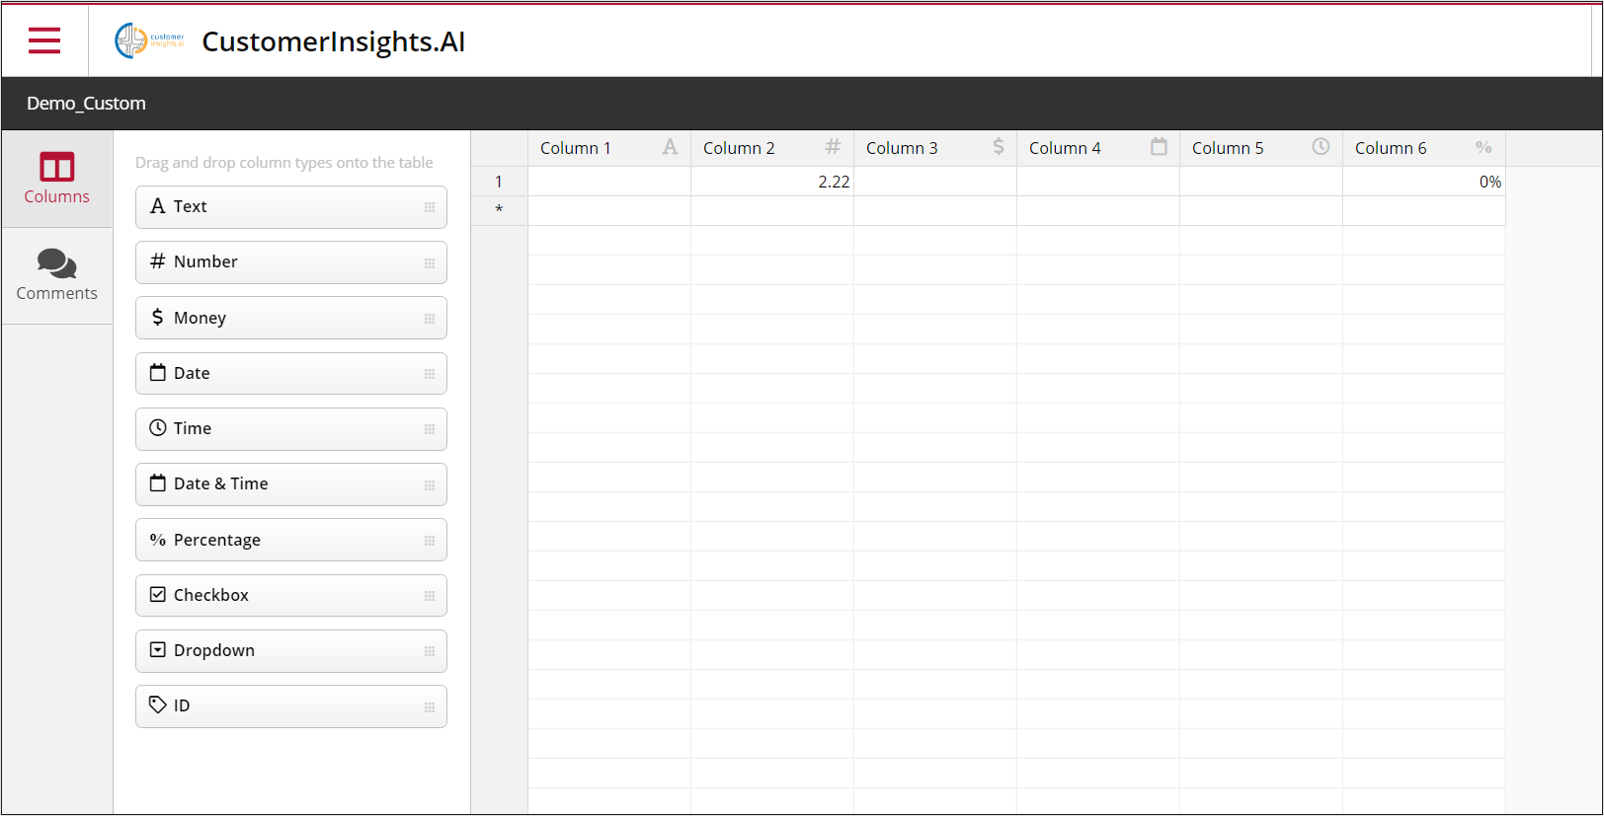 customer
insights.ai
CustomerInsights.AI
Demo_Custom
Columns
Comments
Drag and drop column types onto the table
A Text
# Number
$ Money
Date
Time
Date & Time
% Percentage
Checkbox
Dropdown
ID
Column 1 A Column 2 # Column 3 $ Column 4 Column 5 Column 6 %
1 2.22 0%
*